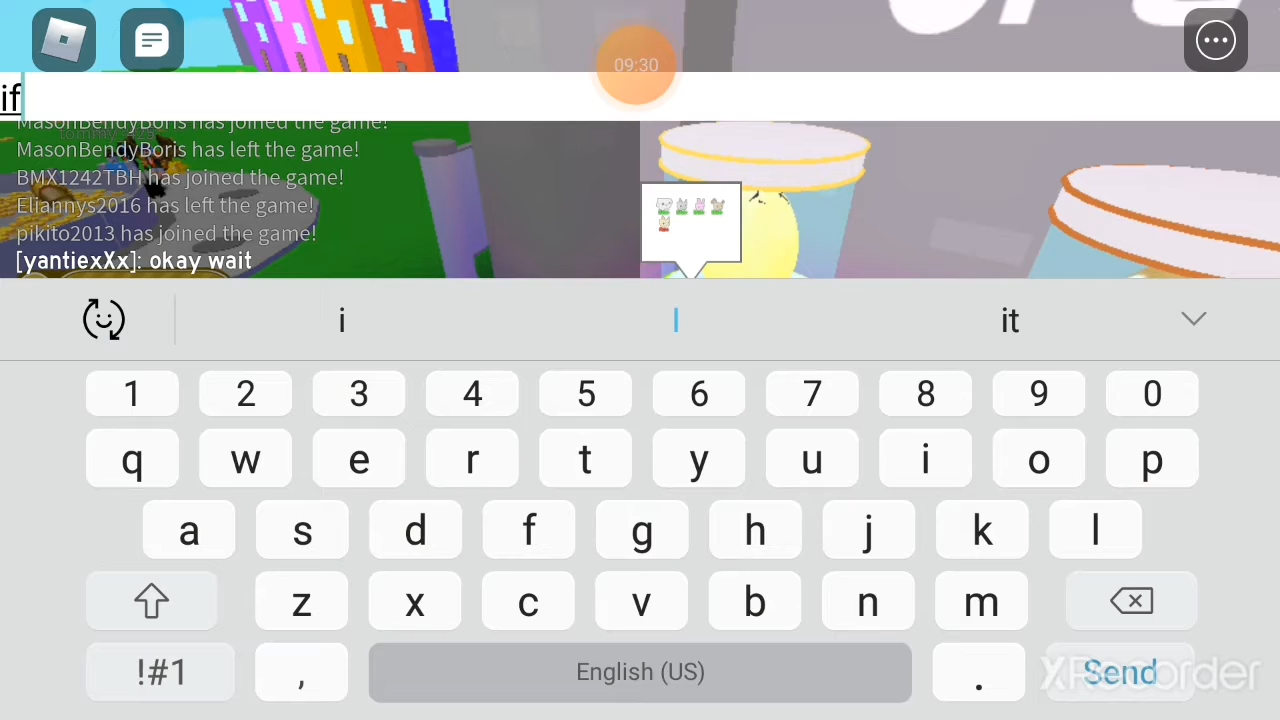 09:30
if
MasonBendyBoris has joined the game!
MasonBendyBoris has left the game!
BMX1242TBH has joined the game!
Eliannys2016 has left the game!
pikito2013 has joined the game!
[yantiexXx]: okay wait
i
I
it
1 2 3 4 5 6 7 8 9 0
q w e r t y u i o p
a s d f g h j k l
z x c v b n m
!#1 , English (US) . Send
XRecorder